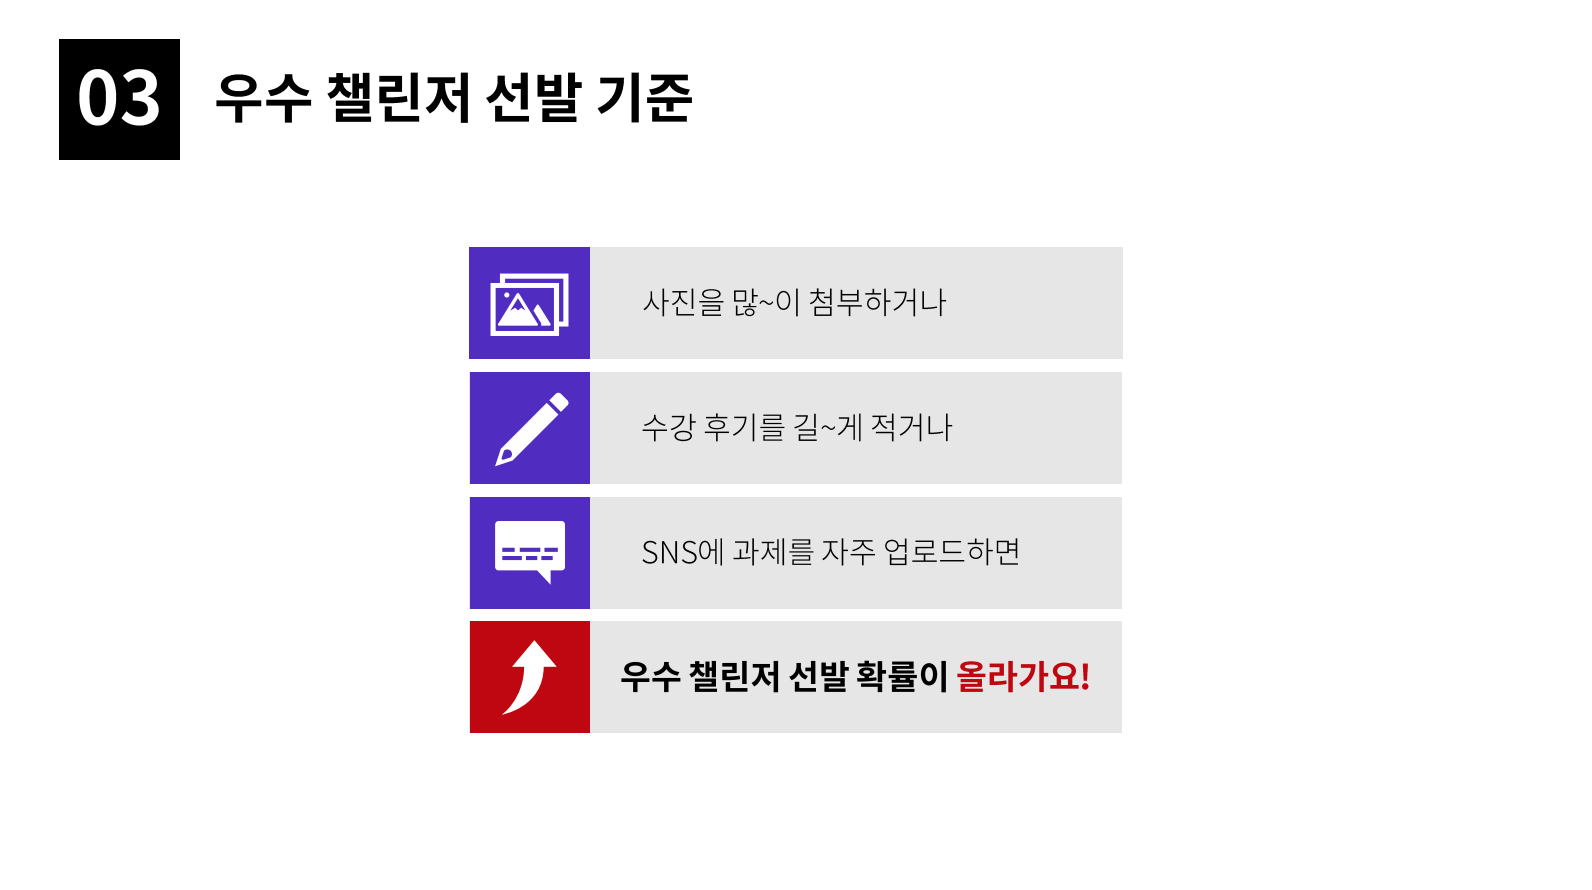 03
우수 챌린저 선발 기준
사진을 많~이 첨부하거나
수강 후기를 길~게 적거나
SNS에 과제를 자주 업로드하면
우수 챌린저 선발 확률이 올라가요!